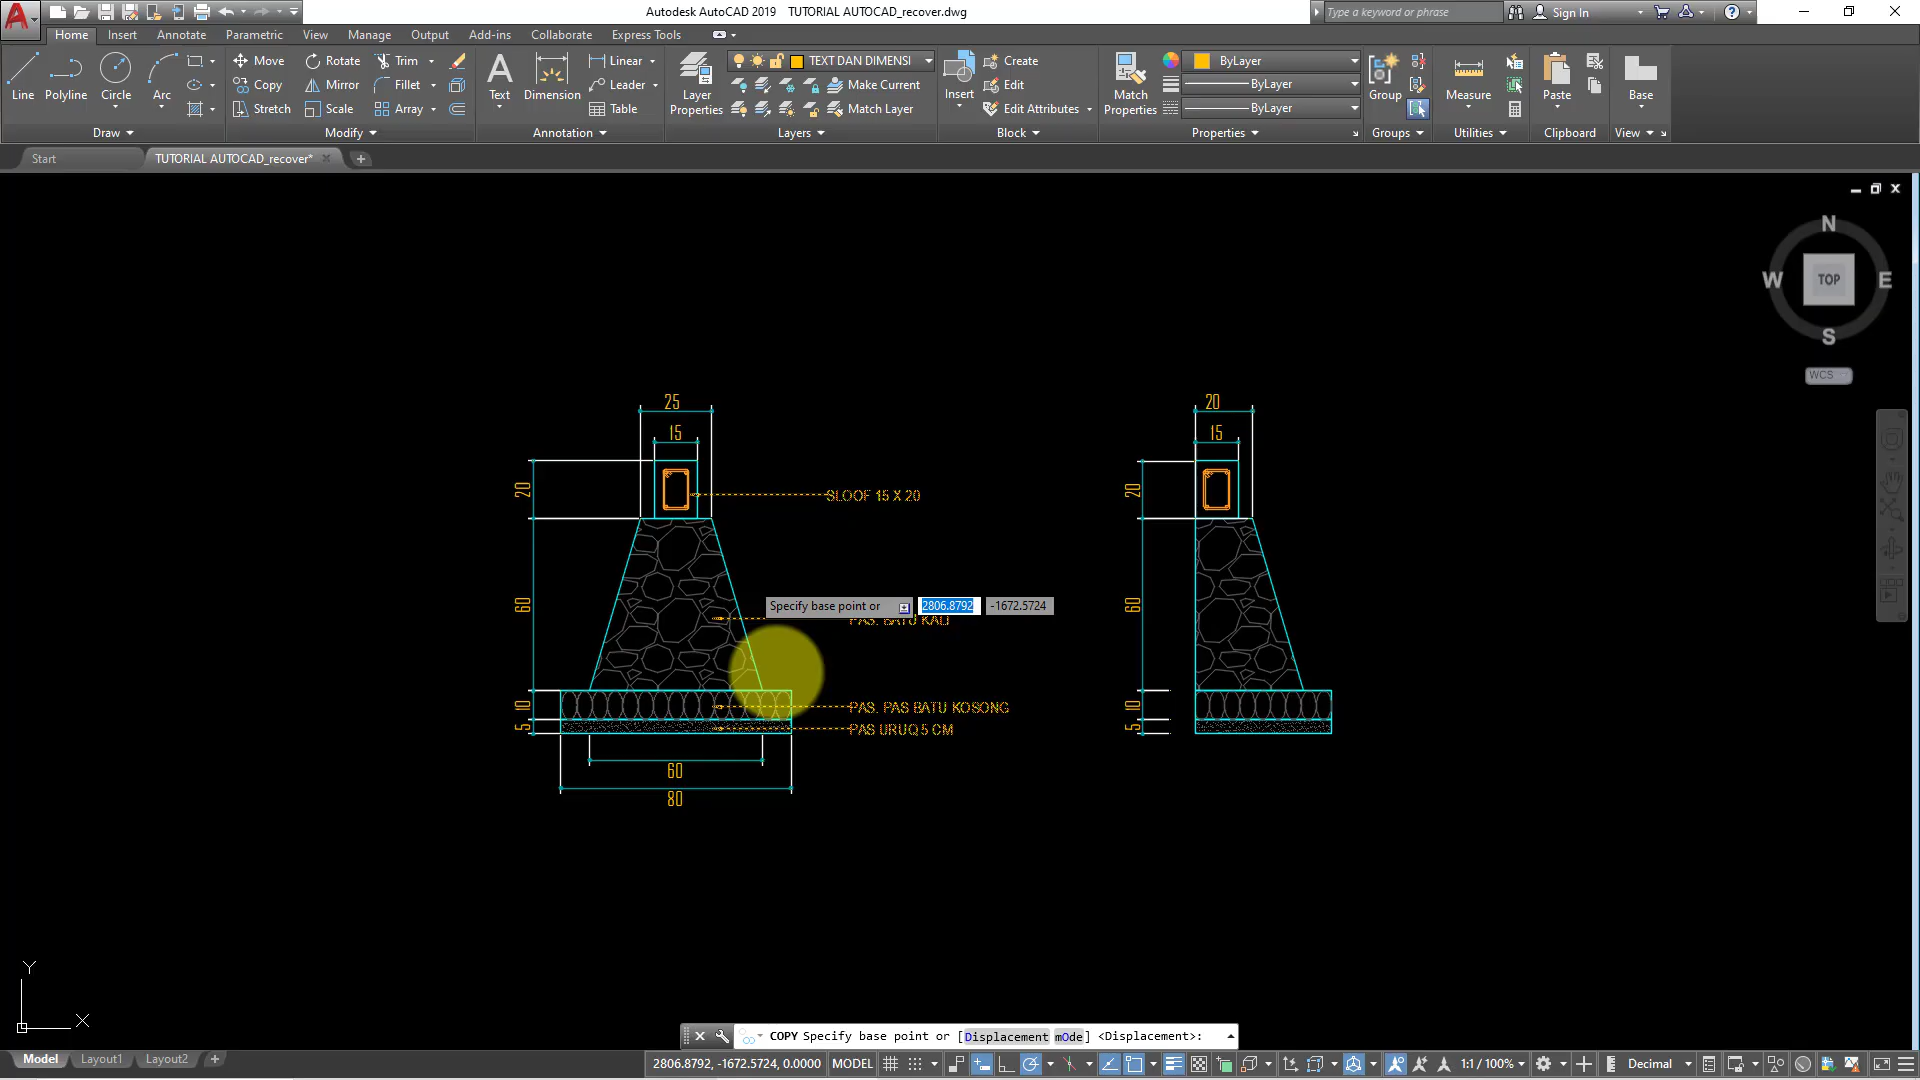 Autodesk AutoCAD 2019 TUTORIAL AUTOCAD_recover.dwg
Type a keyword or phrase
Sign In
Home Insert Annotate Parametric View Manage Output Add-ins Collaborate Express Tools
Line
Polyline
Circle
Arc
Draw
Move
Rotate
Trim
Copy
Mirror
Fillet
Stretch
Scale
Array
Modify
Text
Dimension
Linear
Leader
Table
Annotation
Layer
Properties
TEXT DAN DIMENSI
Make Current
Match Layer
Layers
Insert
Create
Edit
Edit Attributes
Block
Match
Properties
ByLayer
ByLayer
ByLayer
Properties
Group
Groups
Measure
Utilities
Paste
Clipboard
Base
View
Start
TUTORIAL AUTOCAD_recover*
N
W TOP E
S
WCS
25
15
20
SLOOF 15 X 20
60
Specify base point or 2806.8792 -1672.5724
PAS. BATU KALI
10
PAS. PAS BATU KOSONG
5
PAS URUQ 5 CM
60
80
20
15
20
60
10
5
Y
X
COPY Specify base point or [Displacement mOde] <Displacement>:
Model Layout1 Layout2
2806.8792, -1672.5724, 0.0000 MODEL
1:1 / 100%
Decimal